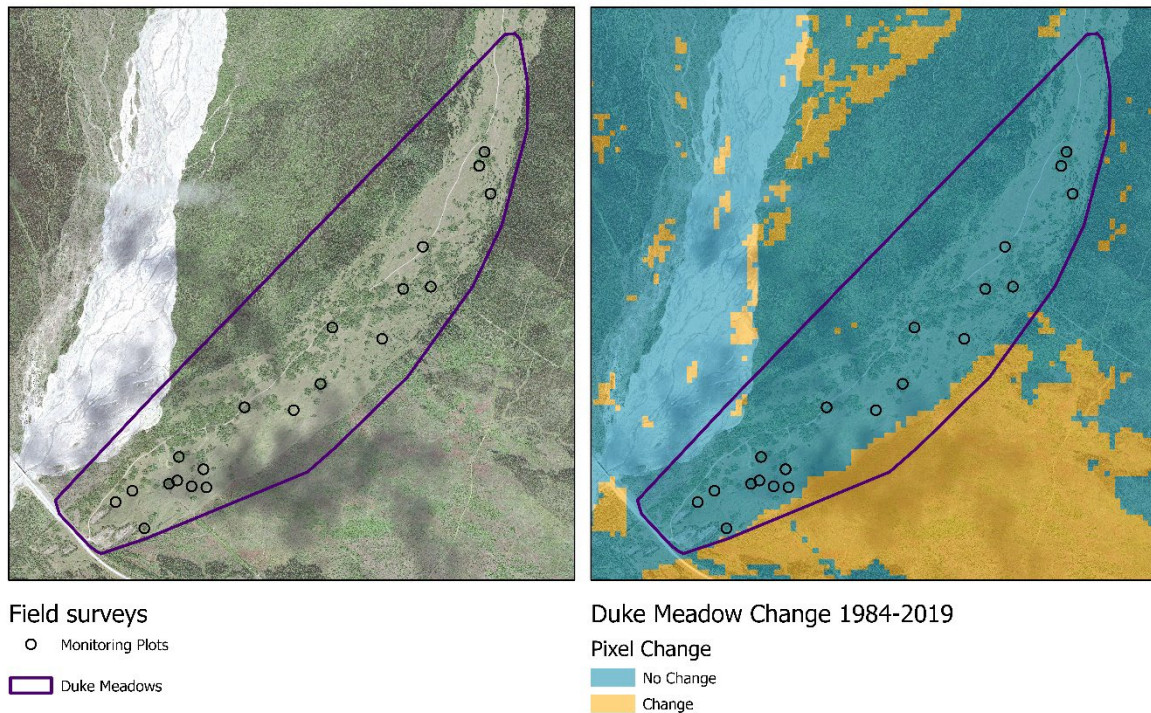 Field surveys
Monitoring Plots
Duke Meadows
Duke Meadow Change 1984-2019
Pixel Change
No Change
Change